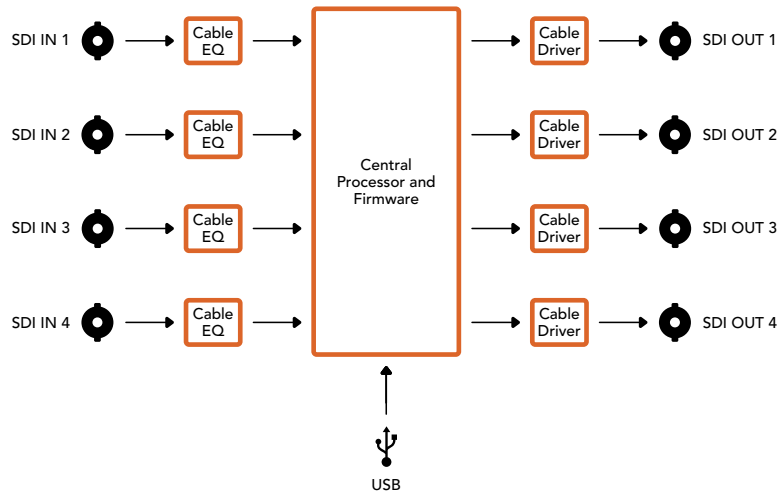 SDI IN 1
Cable
EQ
Cable
Driver
SDI OUT 1
SDI IN 2
Cable
EQ
Cable
Driver
SDI OUT 2
Central
Processor and
Firmware
SDI IN 3
Cable
EQ
Cable
Driver
SDI OUT 3
SDI IN 4
Cable
EQ
Cable
Driver
SDI OUT 4
USB